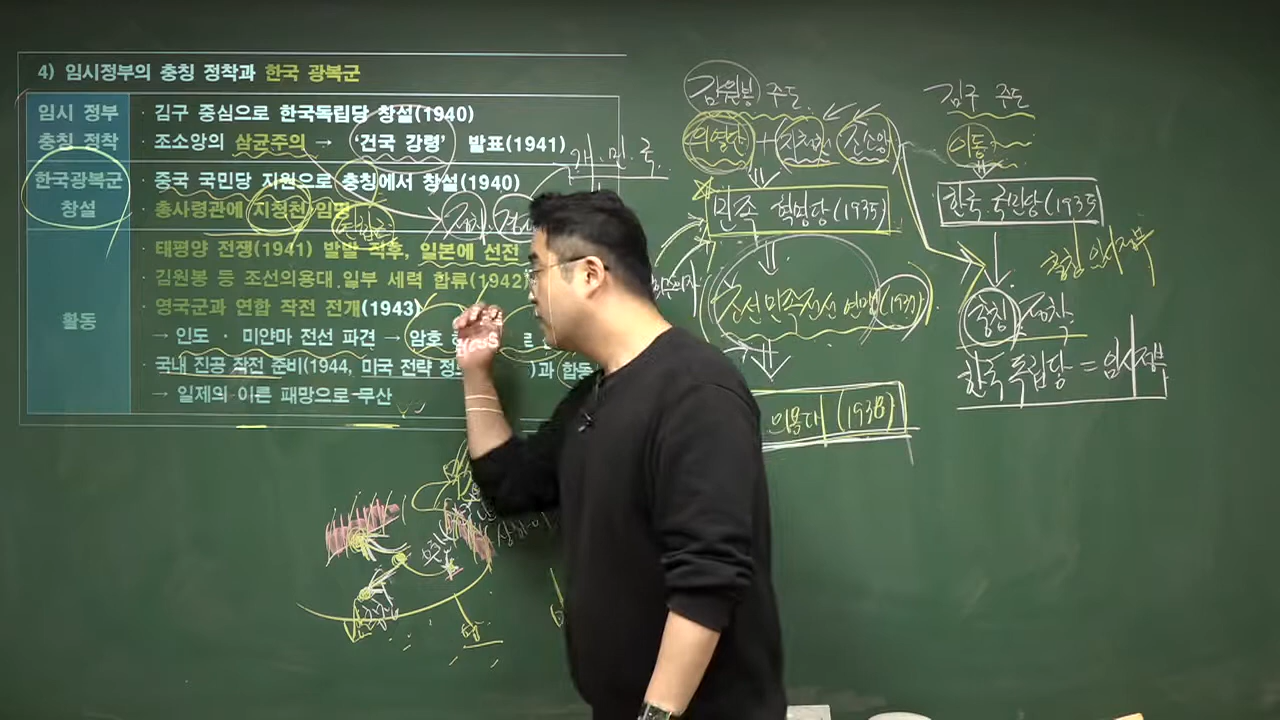 4) 임시정부의 충칭 정착과 한국 광복군
임시 정부
충칭 정착
· 김구 중심으로 한국독립당 창설(1940)
· 조소앙의 삼균주의 → '건국 강령' 발표(1941)
한국광복군
창설
· 중국 국민당 지원으로 충칭에서 창설(1940)
· 총사령관에 지청천 임명
활동
· 태평양 전쟁(1941) 발발 직후, 일본에 선전
· 김원봉 등 조선의용대 일부 세력 합류(1942)
· 영국군과 연합 작전 전개(1943)
→ 인도 · 미얀마 전선 파견 → 암호
· 국내 진공 작전 준비(1944, 미국 전략 정 )과 합동
→ 일제의 이른 패망으로 무산
개·민·국
김원봉 주도
의열단 + 지청천 신악
민족 혁명당 (1935)
조선민족전선 연맹 (1937)
의용대 (1938)
김구 주도
이동
한국 국민당 (1935)
충칭 임시정부
충칭 정착
한국 독립당 = 임시정부